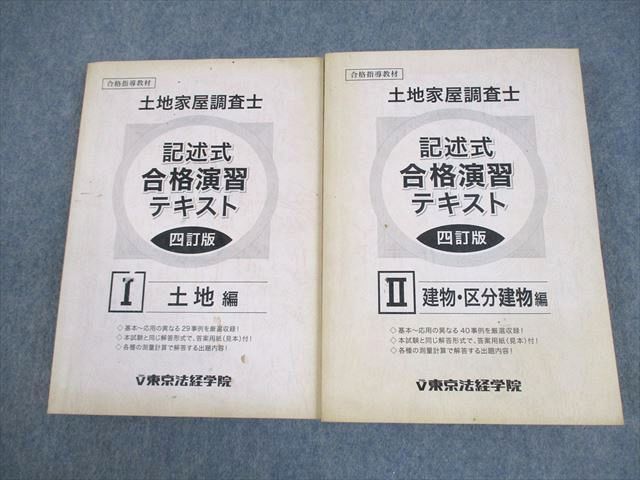 合格指導教材
土地家屋調査士
記述式
合格演習
テキスト
四訂版
I 土地 編
◇基本~応用の異なる29事例を厳選収録!
◇本試験と同じ解答形式で、答案用紙(見本)付!
◇各種の測量計算で解答する出題内容!
東京法経学院
合格指導教材
土地家屋調査士
記述式
合格演習
テキスト
四訂版
II 建物・区分建物 編
◇基本~応用の異なる40事例を厳選収録!
◇本試験と同じ解答形式で、答案用紙(見本)付!
◇各種の測量計算で解答する出題内容!
東京法経学院